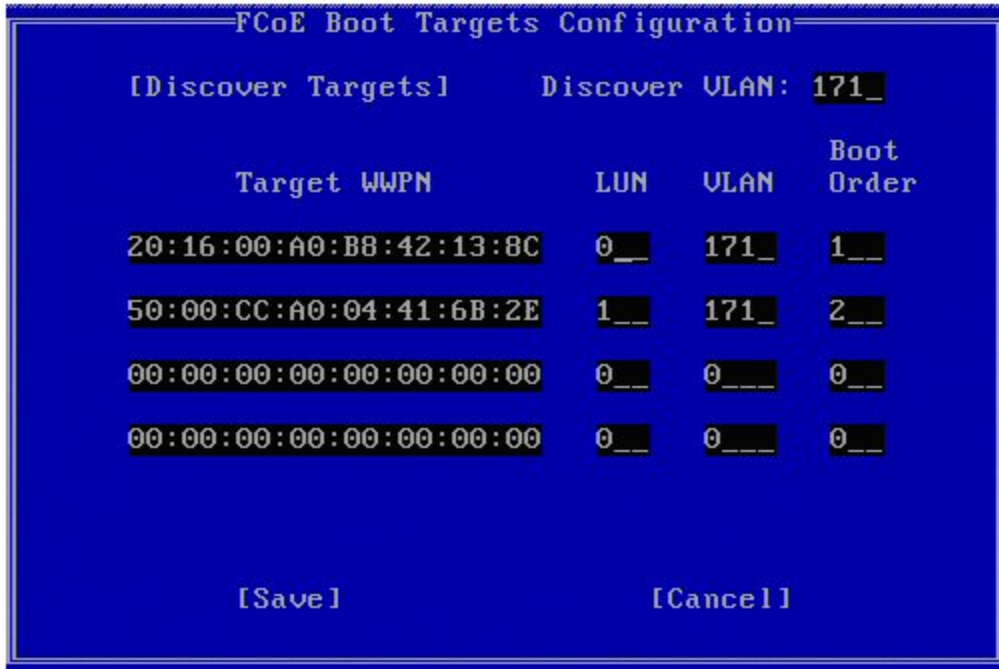 FCoE Boot Targets Configuration
[Discover Targets] Discover VLAN: 171_
Boot
Target WWPN LUN VLAN Order
20:16:00:A0:B8:42:13:8C 0__ 171_ 1__
50:00:CC:A0:04:41:6B:2E 1__ 171_ 2__
00:00:00:00:00:00:00:00 0__ 0___ 0__
00:00:00:00:00:00:00:00 0__ 0___ 0__
[Save] [Cancel]